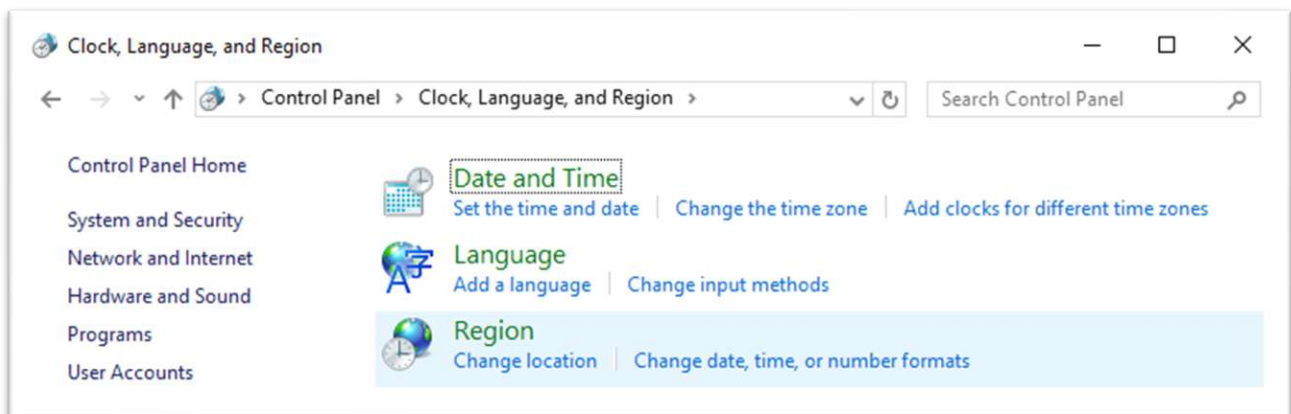 Clock, Language, and Region
Control Panel > Clock, Language, and Region >
Search Control Panel
Control Panel Home
System and Security
Network and Internet
Hardware and Sound
Programs
User Accounts
Date and Time
Set the time and date | Change the time zone | Add clocks for different time zones
Language
Add a language | Change input methods
Region
Change location | Change date, time, or number formats